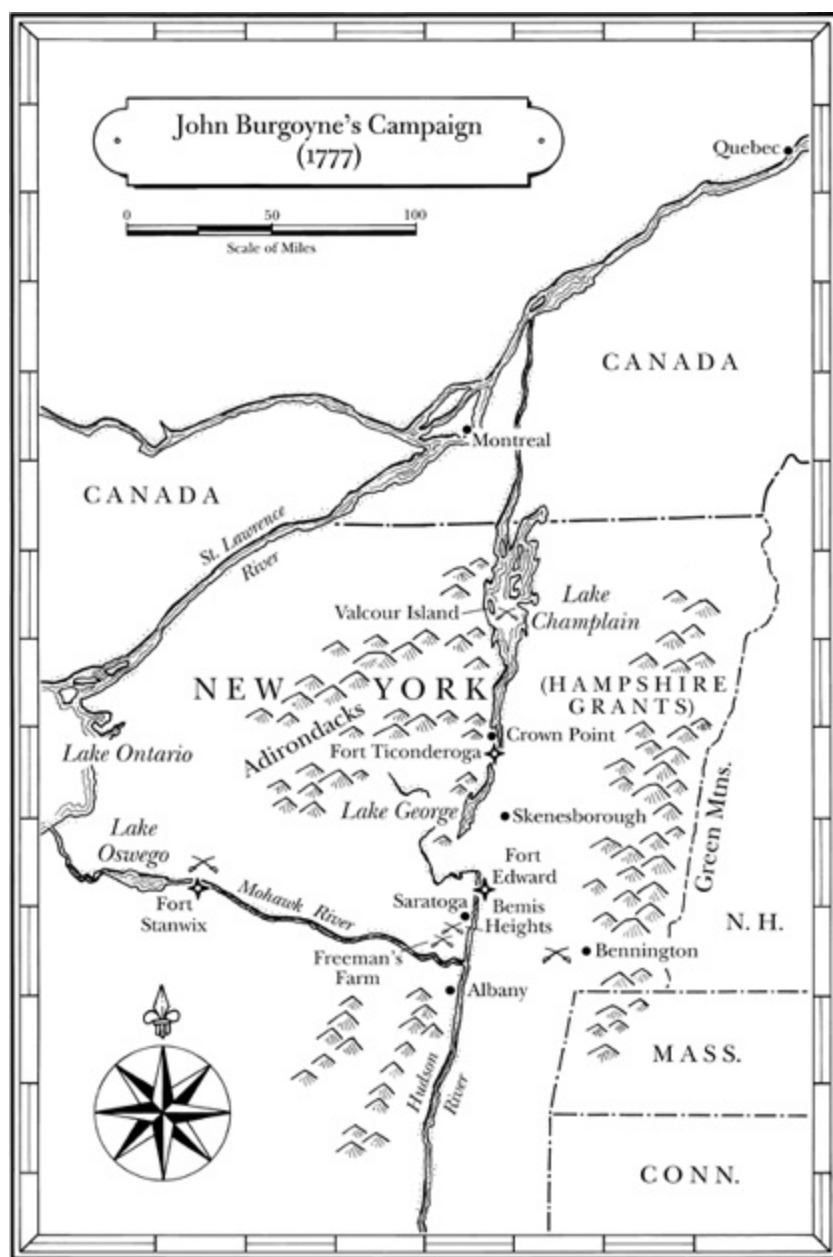 John Burgoyne's Campaign
(1777)
0 50 100
Scale of Miles
Quebec
CANADA
Montreal
CANADA
St. Lawrence
River
Valcour Island
Lake
Champlain
NEW YORK
(HAMPSHIRE
GRANTS)
Adirondacks
Crown Point
Fort Ticonderoga
Lake Ontario
Lake George
Skenesborough
Green Mtns.
Lake
Oswego
Fort
Edward
Fort
Stanwix
Mohawk River
Saratoga
Bemis
Heights
N. H.
Freeman's
Farm
Bennington
Albany
MASS.
Hudson
River
CONN.